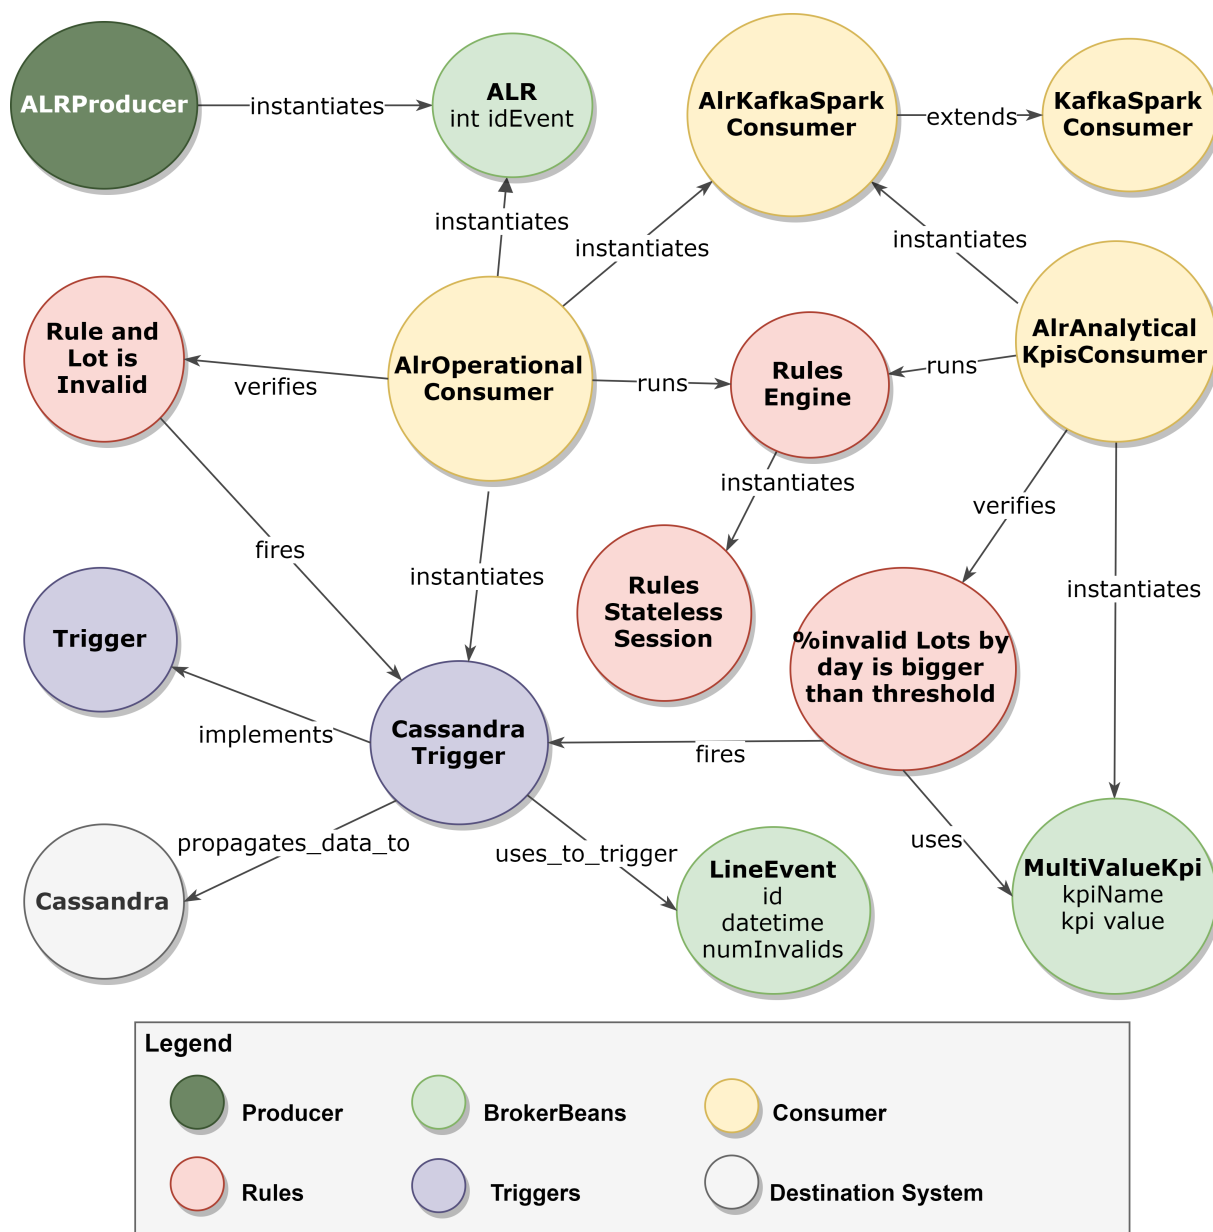 ALRProducer
instantiates
ALR
int idEvent
AlrKafkaSpark
Consumer
extends
KafkaSpark
Consumer
instantiates
instantiates
instantiates
Rule and
Lot is
Invalid
verifies
AlrOperational
Consumer
runs
Rules
Engine
runs
AlrAnalytical
KpisConsumer
instantiates
verifies
fires
instantiates
instantiates
Trigger
Rules
Stateless
Session
%invalid Lots by
day is bigger
than threshold
implements
Cassandra
Trigger
fires
propagates_data_to
uses_to_trigger
uses
Cassandra
LineEvent
id
datetime
numInvalids
MultiValueKpi
kpiName
kpi value
Legend
Producer
BrokerBeans
Consumer
Rules
Triggers
Destination System